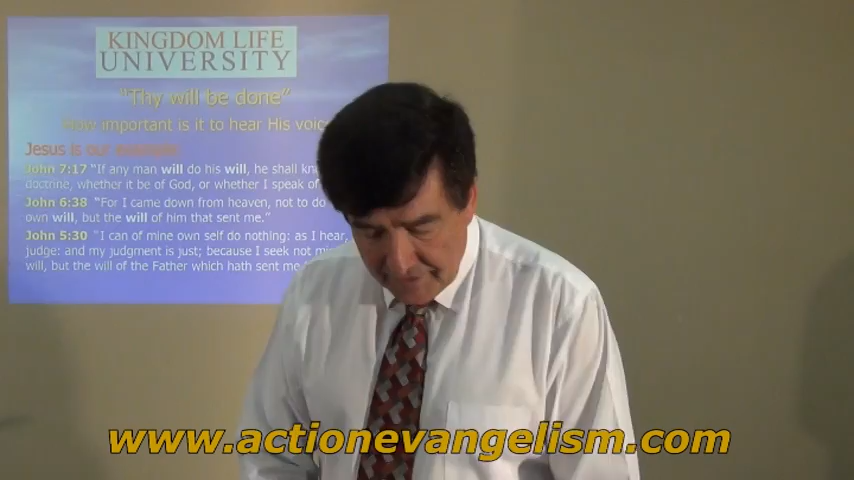 KINGDOM LIFE
UNIVERSITY
"Thy will be done"
How important is it to hear His voic
Jesus is our example
John 7:17 "If any man will do his will, he shall kn
doctrine, whether it be of God, or whether I speak of
John 6:38 "For I came down from heaven, not to do
own will, but the will of him that sent me."
John 5:30 "I can of mine own self do nothing: as I hear,
judge: and my judgment is just; because I seek not mi
will, but the will of the Father which hath sent me
www.actionevangelism.com